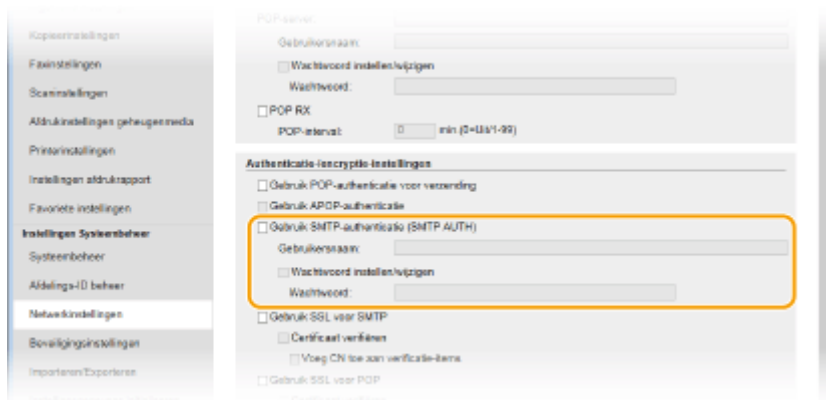 Kopieerinstellingen
Faxinstellingen
Scaninstellingen
Afdrukinstellingen geheugenmedia
Printerinstellingen
Instellingen afdrukrapport
Favoriete instellingen
Instellingen Systeembeheer
Systeembeheer
Afdelings-ID beheer
Netwerkinstellingen
Beveiligingsinstellingen
Importeren/Exporteren
POP-server:
Gebruikersnaam:
Wachtwoord instellen/wijzigen
Wachtwoord:
POP RX
POP-interval: 0 min.(0=Uit/1-99)
Authenticatie-/encryptie-instellingen
Gebruik POP-authenticatie voor verzending
Gebruik APOP-authenticatie
Gebruik SMTP-authenticatie (SMTP AUTH)
Gebruikersnaam:
Wachtwoord instellen/wijzigen
Wachtwoord:
Gebruik SSL voor SMTP
Certificaat verifiëren
Voeg CN toe aan verificatie-items
Gebruik SSL voor POP